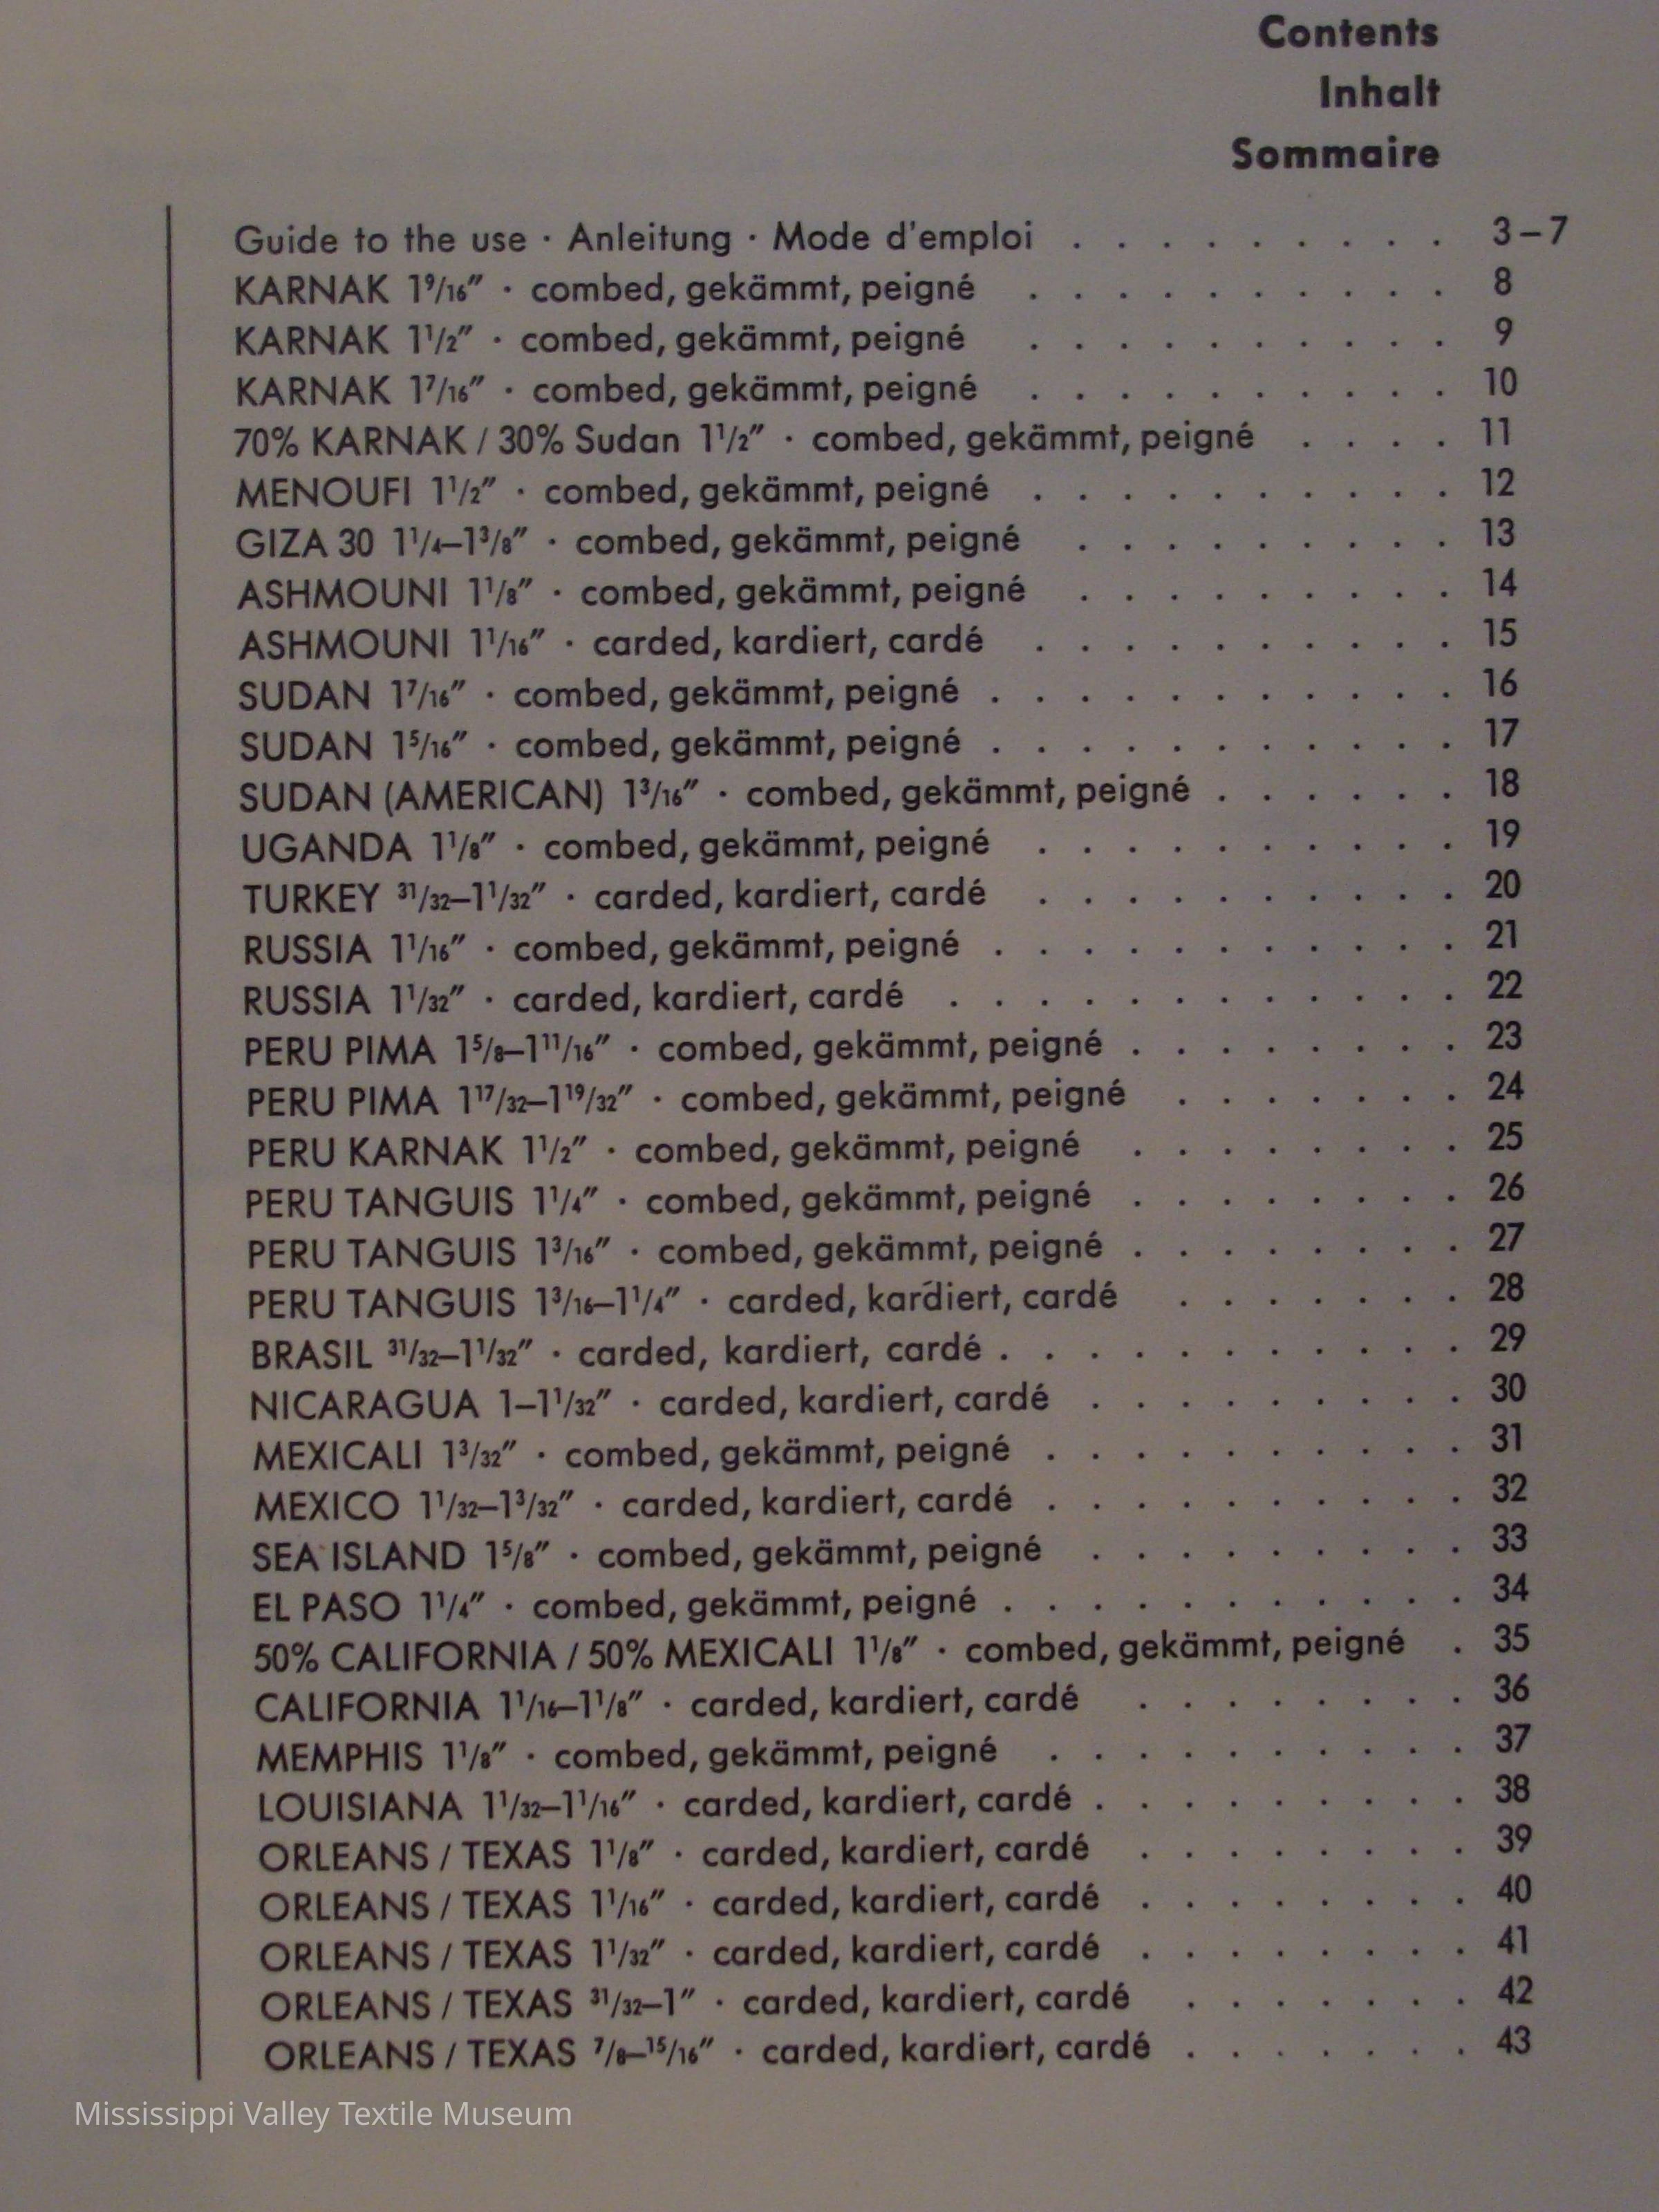 Contents
Inhalt
Sommaire
Guide to the use · Anleitung · Mode d'emploi . . . . . . . . . 3–7
KARNAK 1⁹/₁₆″ · combed, gekämmt, peigné . . . . . . . . . . 8
KARNAK 1¹/₂″ · combed, gekämmt, peigné . . . . . . . . . . 9
KARNAK 1⁷/₁₆″ · combed, gekämmt, peigné . . . . . . . . . . 10
70% KARNAK / 30% Sudan 1¹/₂″ · combed, gekämmt, peigné . . . . 11
MENOUFI 1¹/₂″ · combed, gekämmt, peigné . . . . . . . . . . 12
GIZA 30 1¹/₄–1³/₈″ · combed, gekämmt, peigné . . . . . . . . . 13
ASHMOUNI 1¹/₈″ · combed, gekämmt, peigné . . . . . . . . . 14
ASHMOUNI 1¹/₁₆″ · carded, kardiert, cardé . . . . . . . . . . 15
SUDAN 1⁷/₁₆″ · combed, gekämmt, peigné . . . . . . . . . . . 16
SUDAN 1⁵/₁₆″ · combed, gekämmt, peigné . . . . . . . . . . . 17
SUDAN (AMERICAN) 1³/₁₆″ · combed, gekämmt, peigné . . . . . . 18
UGANDA 1¹/₈″ · combed, gekämmt, peigné . . . . . . . . . . 19
TURKEY ³¹/₃₂–1¹/₃₂″ · carded, kardiert, cardé . . . . . . . . . . 20
RUSSIA 1¹/₁₆″ · combed, gekämmt, peigné . . . . . . . . . . . 21
RUSSIA 1¹/₃₂″ · carded, kardiert, cardé . . . . . . . . . . . . 22
PERU PIMA 1⁵/₈–1¹¹/₁₆″ · combed, gekämmt, peigné . . . . . . . . 23
PERU PIMA 1¹⁷/₃₂–1¹⁹/₃₂″ · combed, gekämmt, peigné . . . . . . . 24
PERU KARNAK 1¹/₂″ · combed, gekämmt, peigné . . . . . . . . 25
PERU TANGUIS 1¹/₄″ · combed, gekämmt, peigné . . . . . . . . 26
PERU TANGUIS 1³/₁₆″ · combed, gekämmt, peigné . . . . . . . . 27
PERU TANGUIS 1³/₁₆–1¹/₄″ · carded, kardiert, cardé . . . . . . . 28
BRASIL ³¹/₃₂–1¹/₃₂″ · carded, kardiert, cardé . . . . . . . . . . . 29
NICARAGUA 1–1¹/₃₂″ · carded, kardiert, cardé . . . . . . . . . 30
MEXICALI 1³/₃₂″ · combed, gekämmt, peigné . . . . . . . . . . 31
MEXICO 1¹/₃₂–1³/₃₂″ · carded, kardiert, cardé . . . . . . . . . . 32
SEA ISLAND 1⁵/₈″ · combed, gekämmt, peigné . . . . . . . . . 33
EL PASO 1¹/₄″ · combed, gekämmt, peigné . . . . . . . . . . . 34
50% CALIFORNIA / 50% MEXICALI 1¹/₈″ · combed, gekämmt, peigné . 35
CALIFORNIA 1¹/₁₆–1¹/₈″ · carded, kardiert, cardé . . . . . . . . 36
MEMPHIS 1¹/₈″ · combed, gekämmt, peigné . . . . . . . . . . 37
LOUISIANA 1¹/₃₂–1¹/₁₆″ · carded, kardiert, cardé . . . . . . . . . 38
ORLEANS / TEXAS 1¹/₈″ · carded, kardiert, cardé . . . . . . . . 39
ORLEANS / TEXAS 1¹/₁₆″ · carded, kardiert, cardé . . . . . . . . 40
ORLEANS / TEXAS 1¹/₃₂″ · carded, kardiert, cardé . . . . . . . . 41
ORLEANS / TEXAS ³¹/₃₂–1″ · carded, kardiert, cardé . . . . . . . 42
ORLEANS / TEXAS ⁷/₈–¹⁵/₁₆″ · carded, kardiert, cardé . . . . . . . 43
Mississippi Valley Textile Museum